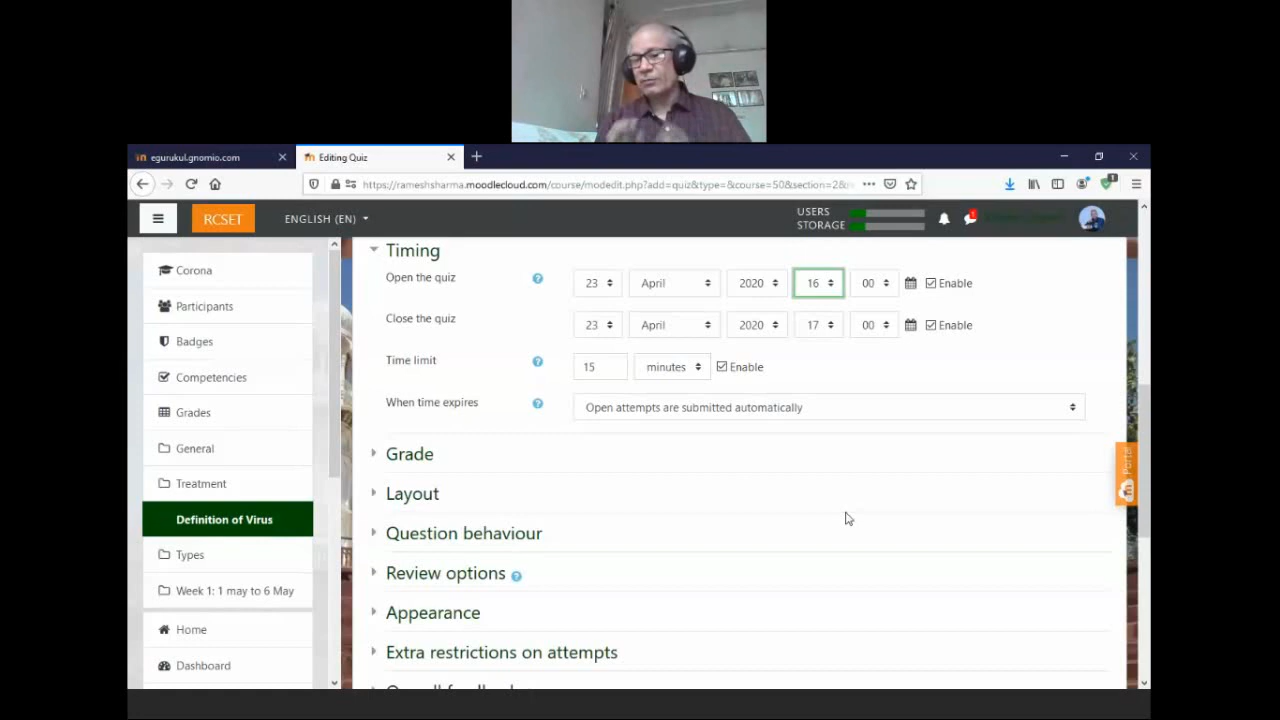 egurukul.gnomio.com
Editing Quiz
https://rameshsharma.moodlecloud.com/course/modedit.php?add=quiz&type=&course=50&section=2&
RCSET
ENGLISH (EN)
USERS
STORAGE
1
Corona
Participants
Badges
Competencies
Grades
General
Treatment
Definition of Virus
Types
Week 1: 1 may to 6 May
Home
Dashboard
Timing
Open the quiz ? 23 April 2020 16 00 Enable
Close the quiz ? 23 April 2020 17 00 Enable
Time limit ? 15 minutes Enable
When time expires ? Open attempts are submitted automatically
Grade
Layout
Question behaviour
Review options ?
Appearance
Extra restrictions on attempts
Portal